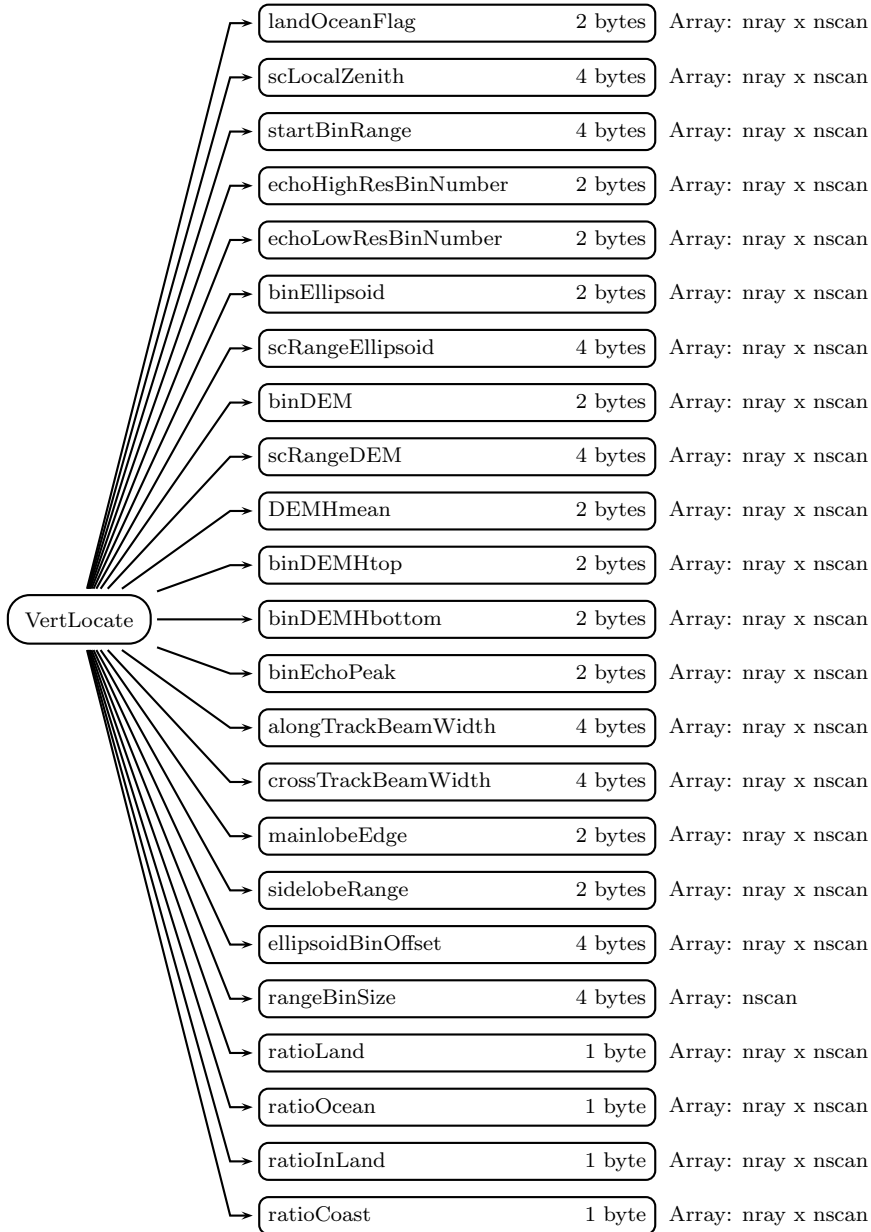 landOceanFlag 2 bytes Array: nray x nscan
scLocalZenith 4 bytes Array: nray x nscan
startBinRange 4 bytes Array: nray x nscan
echoHighResBinNumber 2 bytes Array: nray x nscan
echoLowResBinNumber 2 bytes Array: nray x nscan
binEllipsoid 2 bytes Array: nray x nscan
scRangeEllipsoid 4 bytes Array: nray x nscan
binDEM 2 bytes Array: nray x nscan
scRangeDEM 4 bytes Array: nray x nscan
DEMHmean 2 bytes Array: nray x nscan
binDEMHtop 2 bytes Array: nray x nscan
VertLocate binDEMHbottom 2 bytes Array: nray x nscan
binEchoPeak 2 bytes Array: nray x nscan
alongTrackBeamWidth 4 bytes Array: nray x nscan
crossTrackBeamWidth 4 bytes Array: nray x nscan
mainlobeEdge 2 bytes Array: nray x nscan
sidelobeRange 2 bytes Array: nray x nscan
ellipsoidBinOffset 4 bytes Array: nray x nscan
rangeBinSize 4 bytes Array: nscan
ratioLand 1 byte Array: nray x nscan
ratioOcean 1 byte Array: nray x nscan
ratioInLand 1 byte Array: nray x nscan
ratioCoast 1 byte Array: nray x nscan